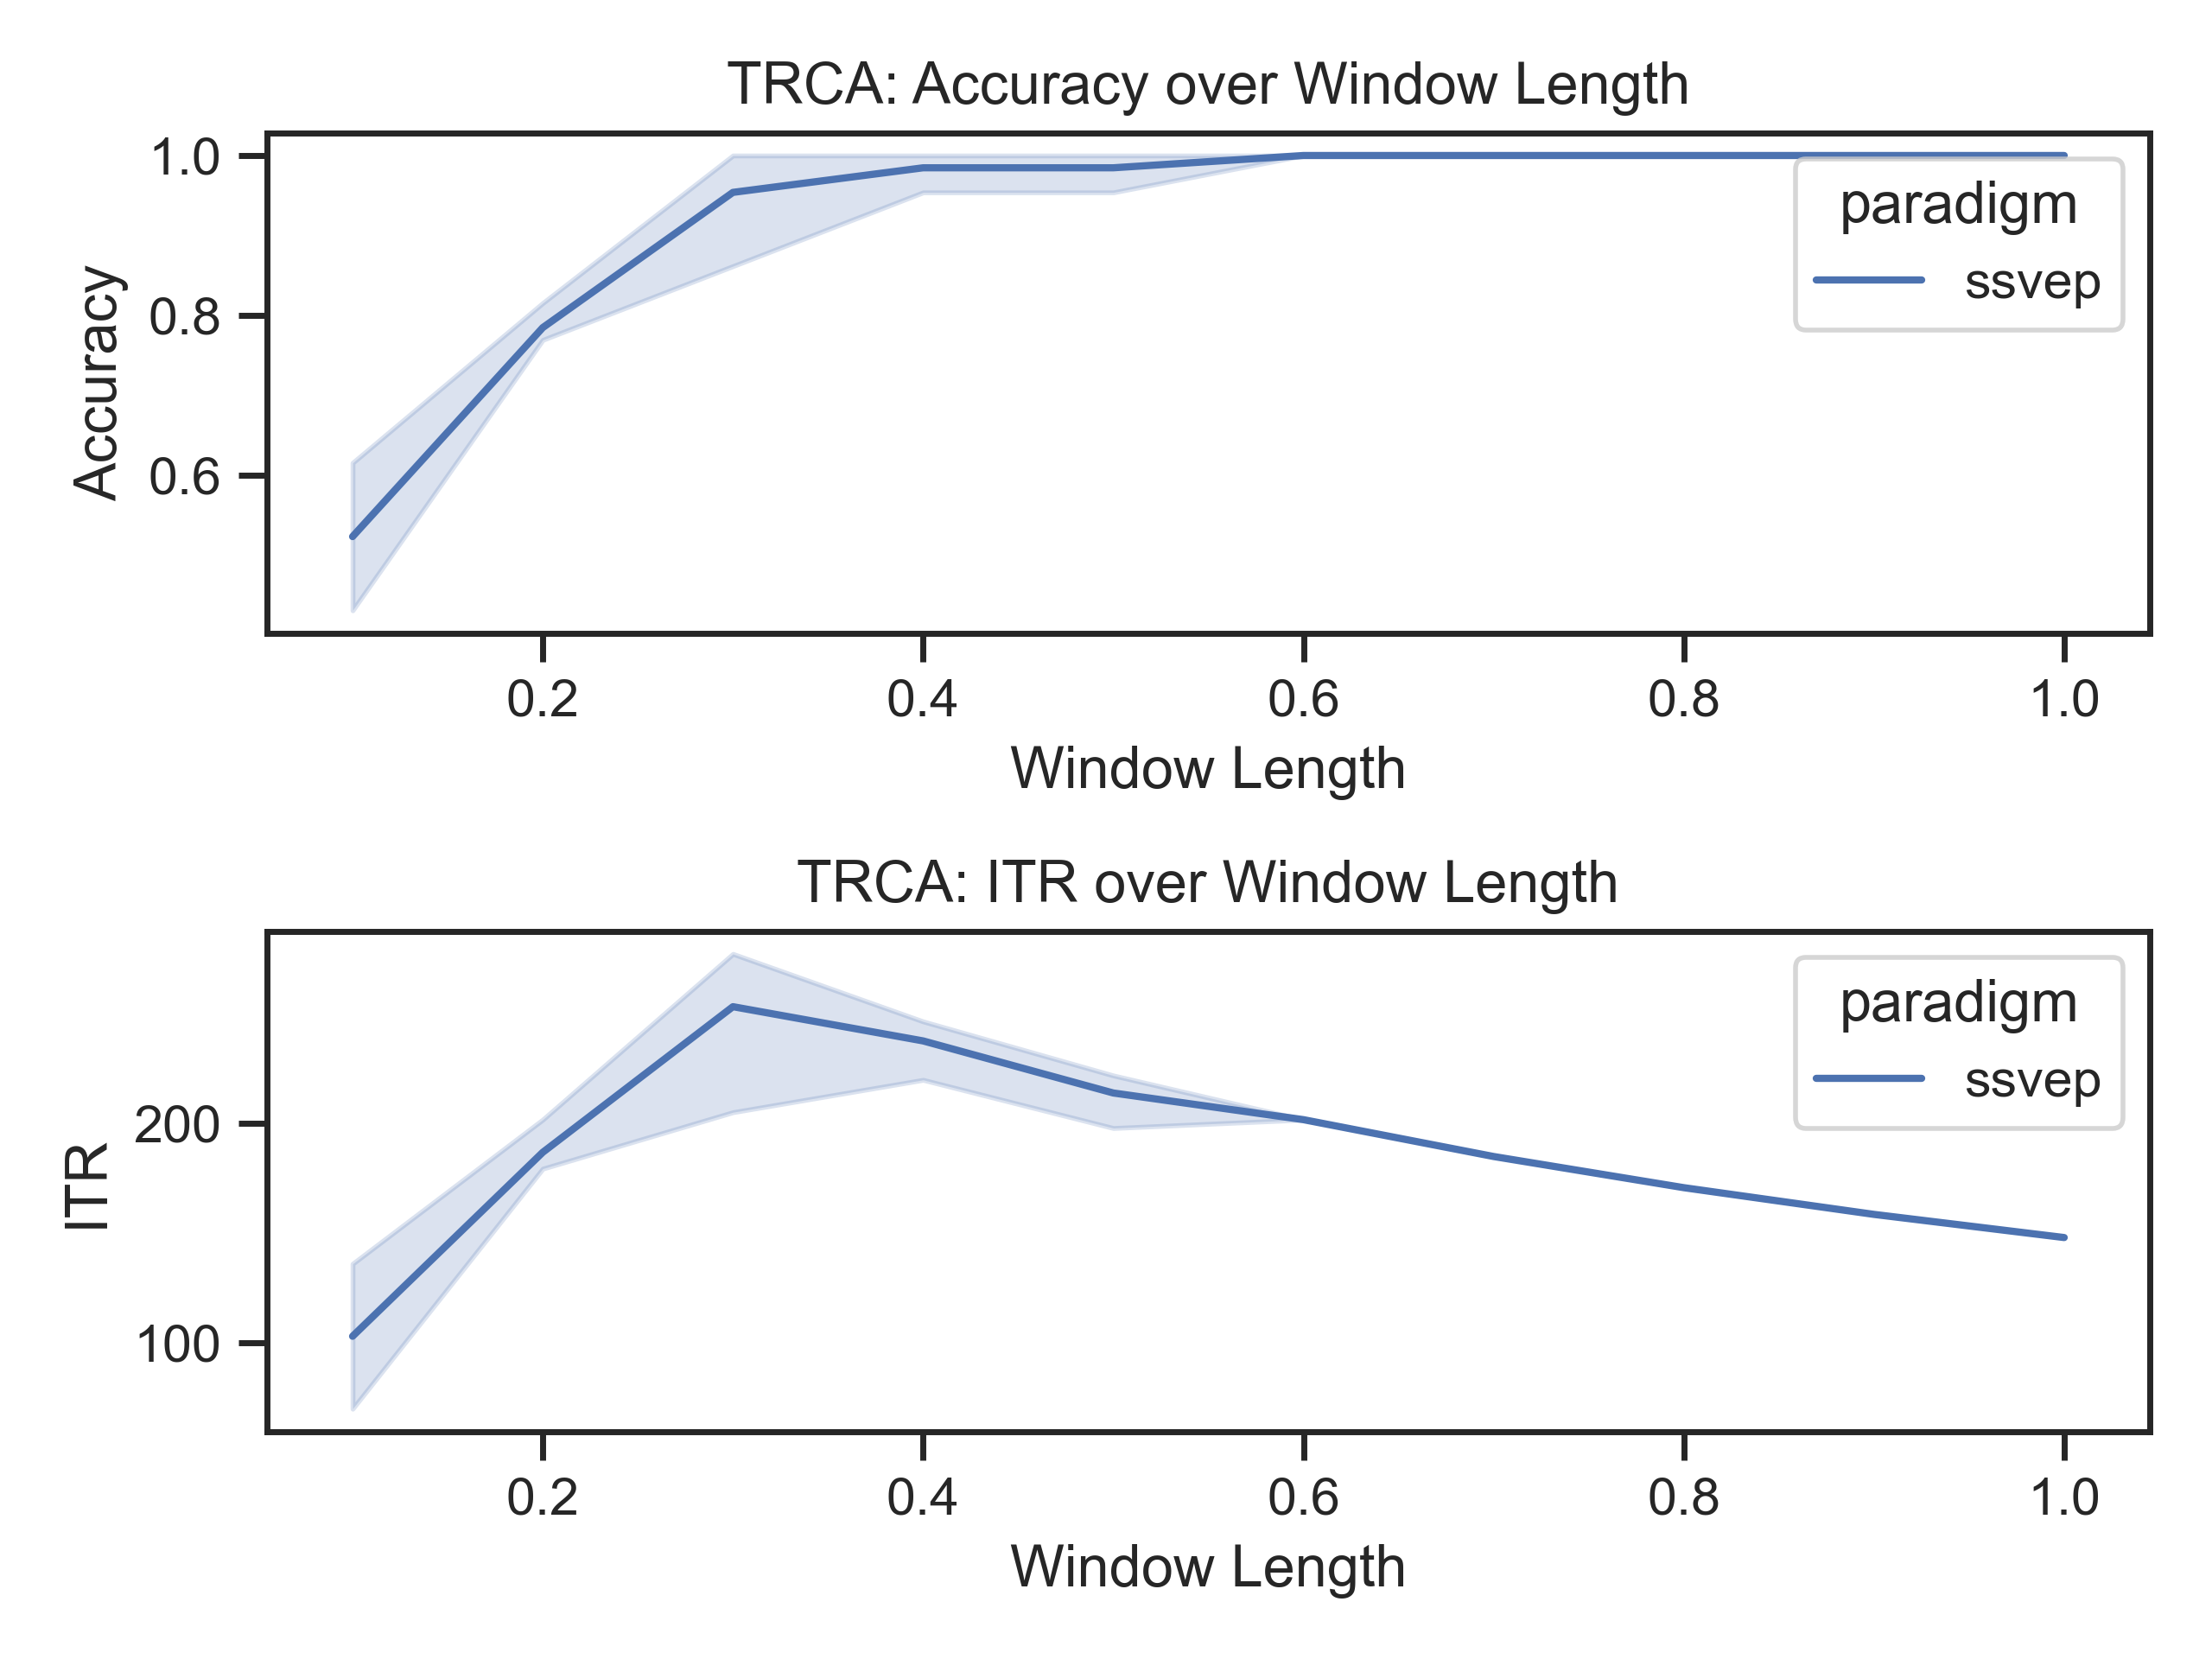 TRCA: Accuracy over Window Length
1.0
0.8
0.6
Accuracy
paradigm
ssvep
0.2 0.4 0.6 0.8 1.0
Window Length
TRCA: ITR over Window Length
200
100
ITR
paradigm
ssvep
0.2 0.4 0.6 0.8 1.0
Window Length